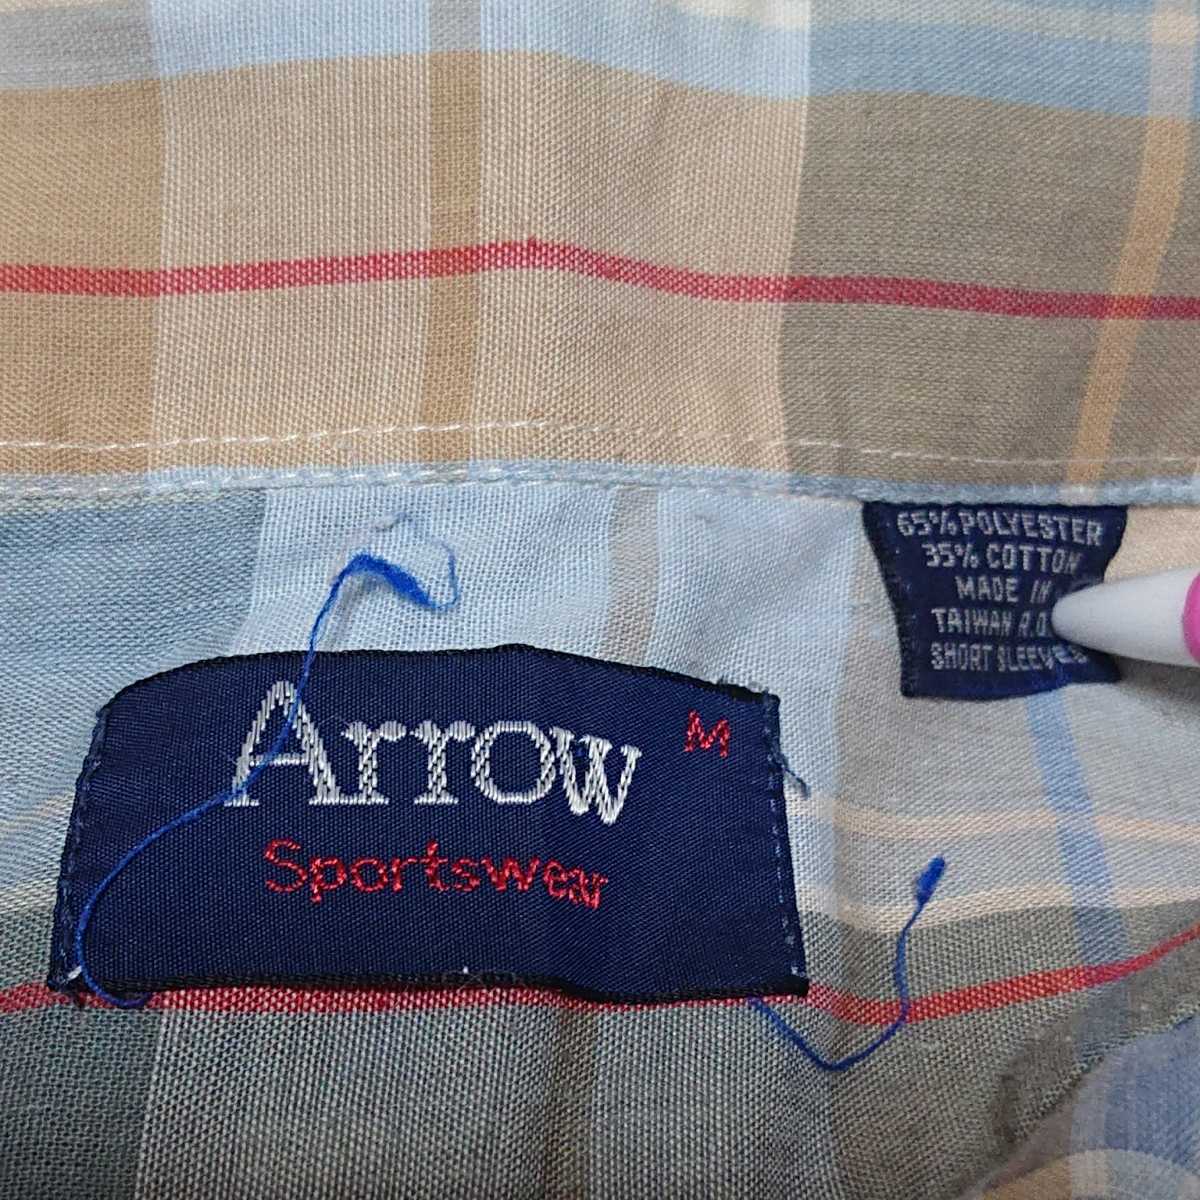 65% POLYESTER
35% COTTON
MADE IN
TAIWAN R.O.
SHORT SLEEVES
Arrow
M
Sportswear